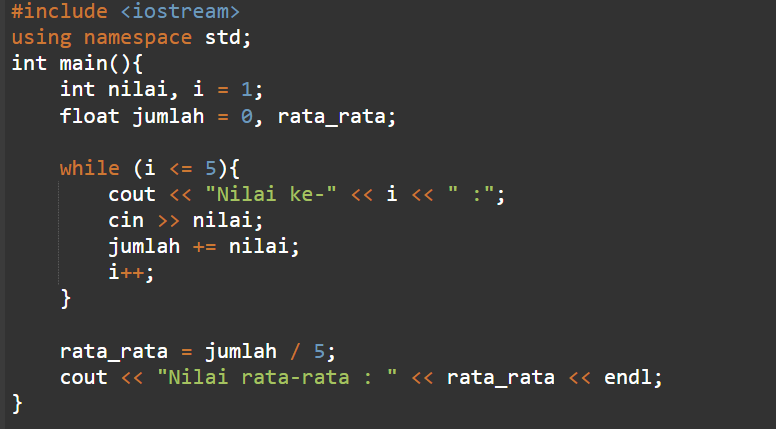 #include <iostream>
using namespace std;
int main(){
    int nilai, i = 1;
    float jumlah = 0, rata_rata;

    while (i <= 5){
        cout << "Nilai ke-" << i << " :";
        cin >> nilai;
        jumlah += nilai;
        i++;
    }

    rata_rata = jumlah / 5;
    cout << "Nilai rata-rata : " << rata_rata << endl;
}